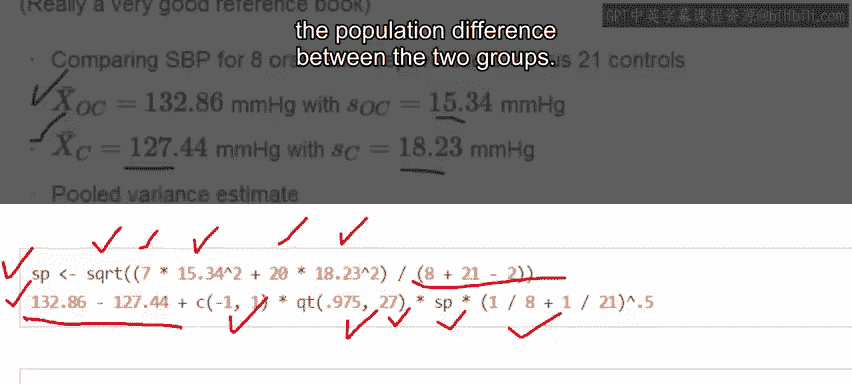 (Really a very good reference book)
the population difference
between the two groups.
Comparing SBP for 8 21 controls
X̄OC = 132.86 mmHg with sOC = 15.34 mmHg
X̄C = 127.44 mmHg with sC = 18.23 mmHg
Pooled variance estimate
sp <- sqrt((7 * 15.34^2 + 20 * 18.23^2) / (8 + 21 - 2))
132.86 - 127.44 + c(-1, 1) * qt(.975, 27) * sp * (1 / 8 + 1 / 21)^.5